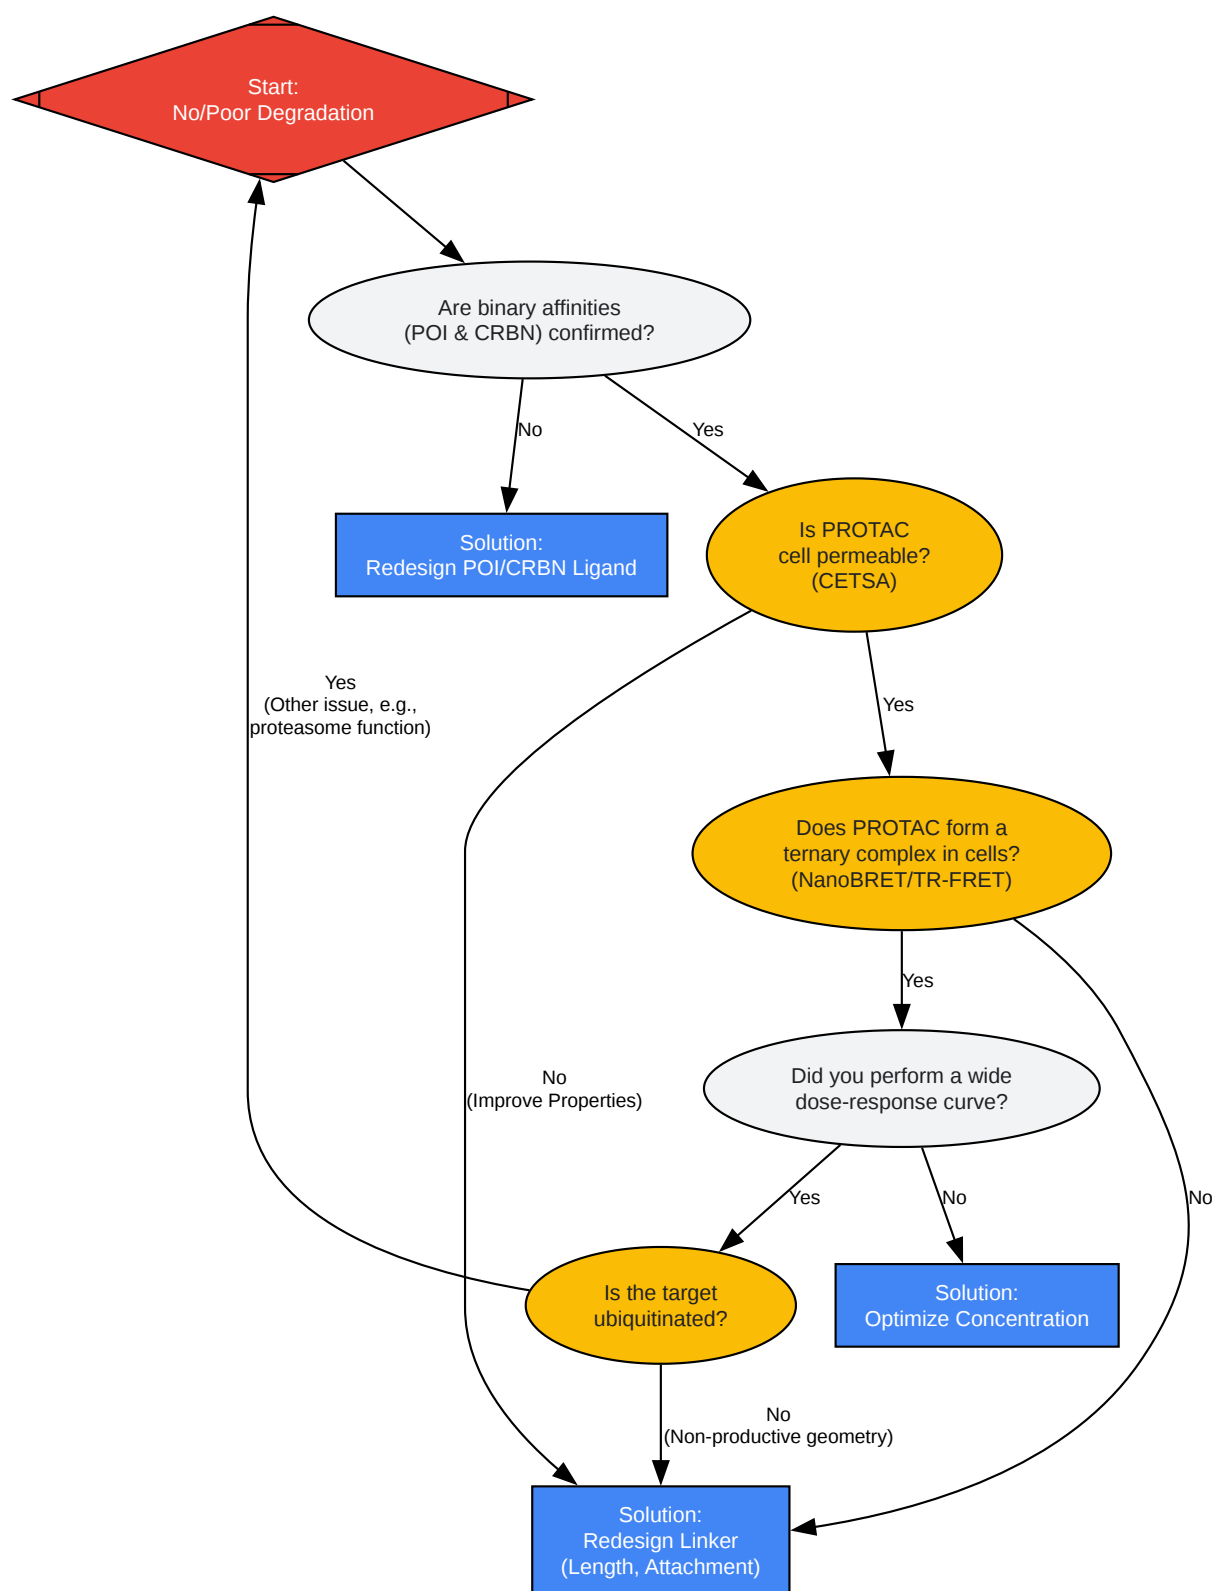 Start:
No/Poor Degradation
Are binary affinities
(POI & CRBN) confirmed?
No
Yes
Solution:
Redesign POI/CRBN Ligand
Is PROTAC
cell permeable?
(CETSA)
Yes
(Other issue, e.g.,
proteasome function)
Yes
Does PROTAC form a
ternary complex in cells?
(NanoBRET/TR-FRET)
Yes
Did you perform a wide
dose-response curve?
No
(Improve Properties)
Yes
No
No
Is the target
ubiquitinated?
Solution:
Optimize Concentration
No
(Non-productive geometry)
Solution:
Redesign Linker
(Length, Attachment)